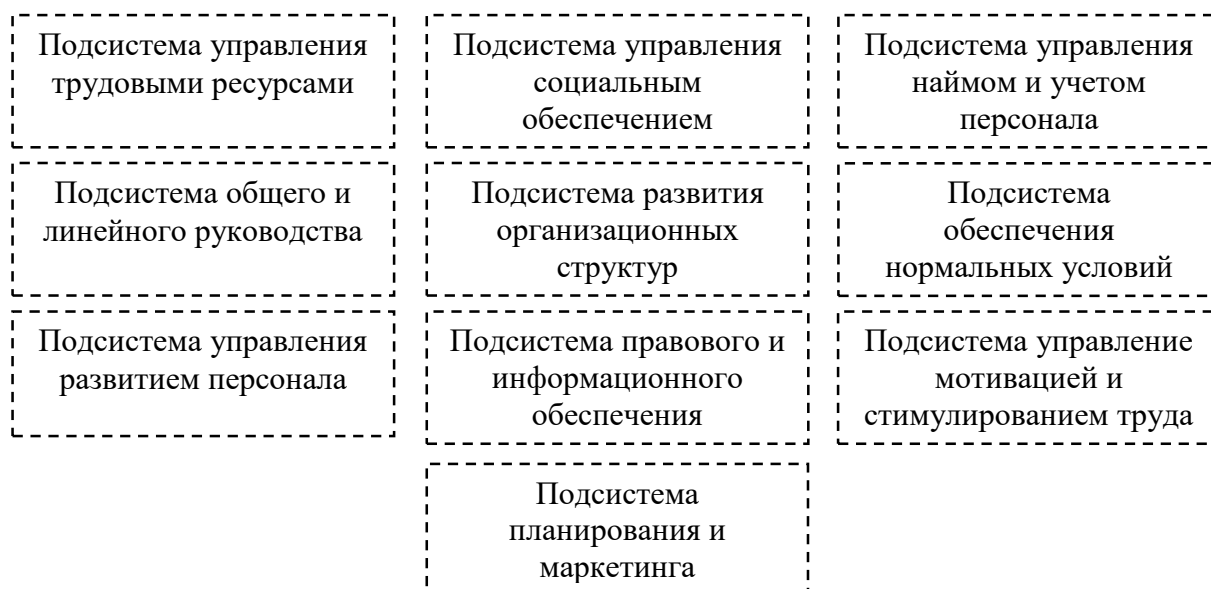 Подсистема управления
трудовыми ресурсами
Подсистема управления
социальным
обеспечением
Подсистема управления
наймом и учетом
персонала
Подсистема общего и
линейного руководства
Подсистема развития
организационных
структур
Подсистема
обеспечения
нормальных условий
Подсистема управления
развитием персонала
Подсистема правового и
информационного
обеспечения
Подсистема управление
мотивацией и
стимулированием труда
Подсистема
планирования и
маркетинга